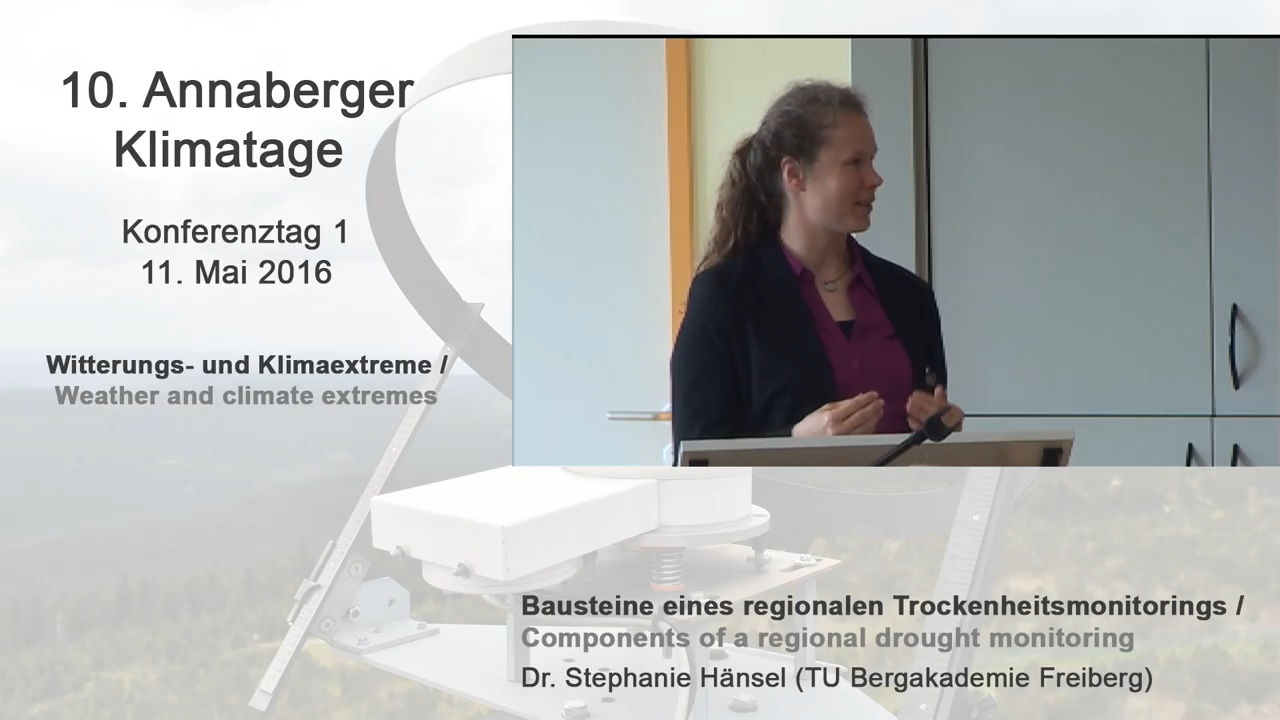 10. Annaberger
Klimatage
Konferenztag 1
11. Mai 2016
Witterungs- und Klimaextreme /
Weather and climate extremes
Bausteine eines regionalen Trockenheitsmonitorings /
Components of a regional drought monitoring
Dr. Stephanie Hänsel (TU Bergakademie Freiberg)